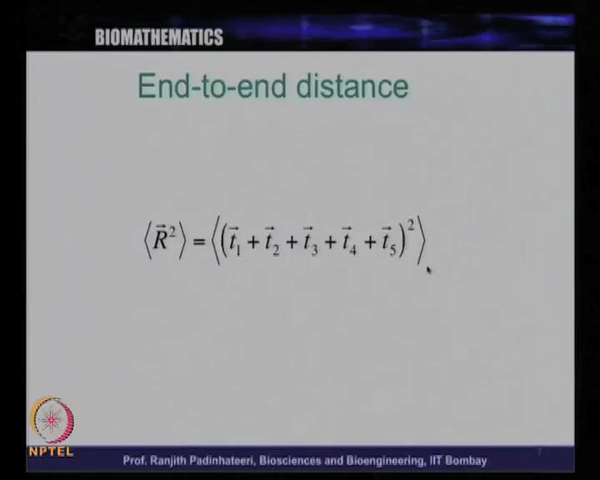 BIOMATHEMATICS
End-to-end distance
⟨R⃗²⟩ = ⟨(t⃗₁ + t⃗₂ + t⃗₃ + t⃗₄ + t⃗₅)²⟩
NPTEL
Prof. Ranjith Padinhateeri, Biosciences and Bioengineering, IIT Bombay
7